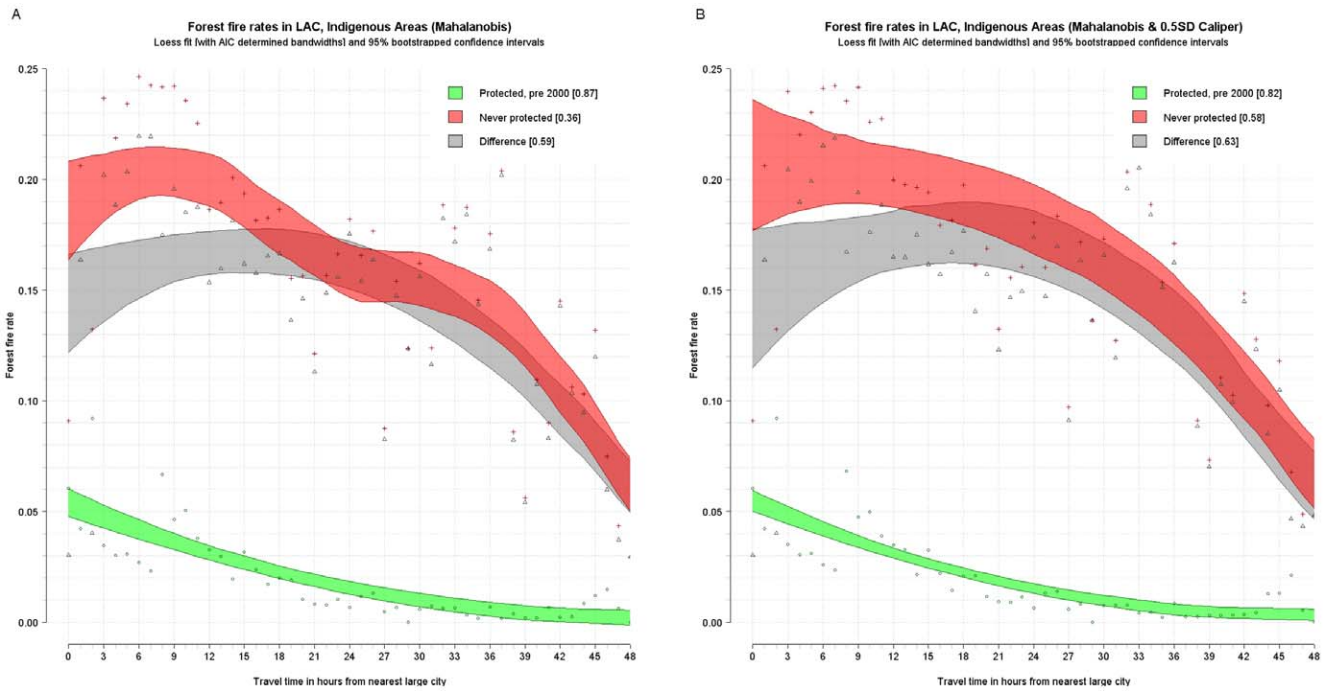 A
Forest fire rates in LAC, Indigenous Areas (Mahalanobis)
Loess fit [with AIC determined bandwidths] and 95% bootstrapped confidence intervals
0.25
0.20
0.15
0.10
0.05
0.00
Forest fire rate
Protected, pre 2000 [0.87]
Never protected [0.36]
Difference [0.59]
0 3 6 9 12 15 18 21 24 27 30 33 36 39 42 45 48
Travel time in hours from nearest large city
B
Forest fire rates in LAC, Indigenous Areas (Mahalanobis & 0.5SD Caliper)
Loess fit [with AIC determined bandwidths] and 95% bootstrapped confidence intervals
0.25
0.20
0.15
0.10
0.05
0.00
Forest fire rate
Protected, pre 2000 [0.82]
Never protected [0.58]
Difference [0.63]
0 3 6 9 12 15 18 21 24 27 30 33 36 39 42 45 48
Travel time in hours from nearest large city